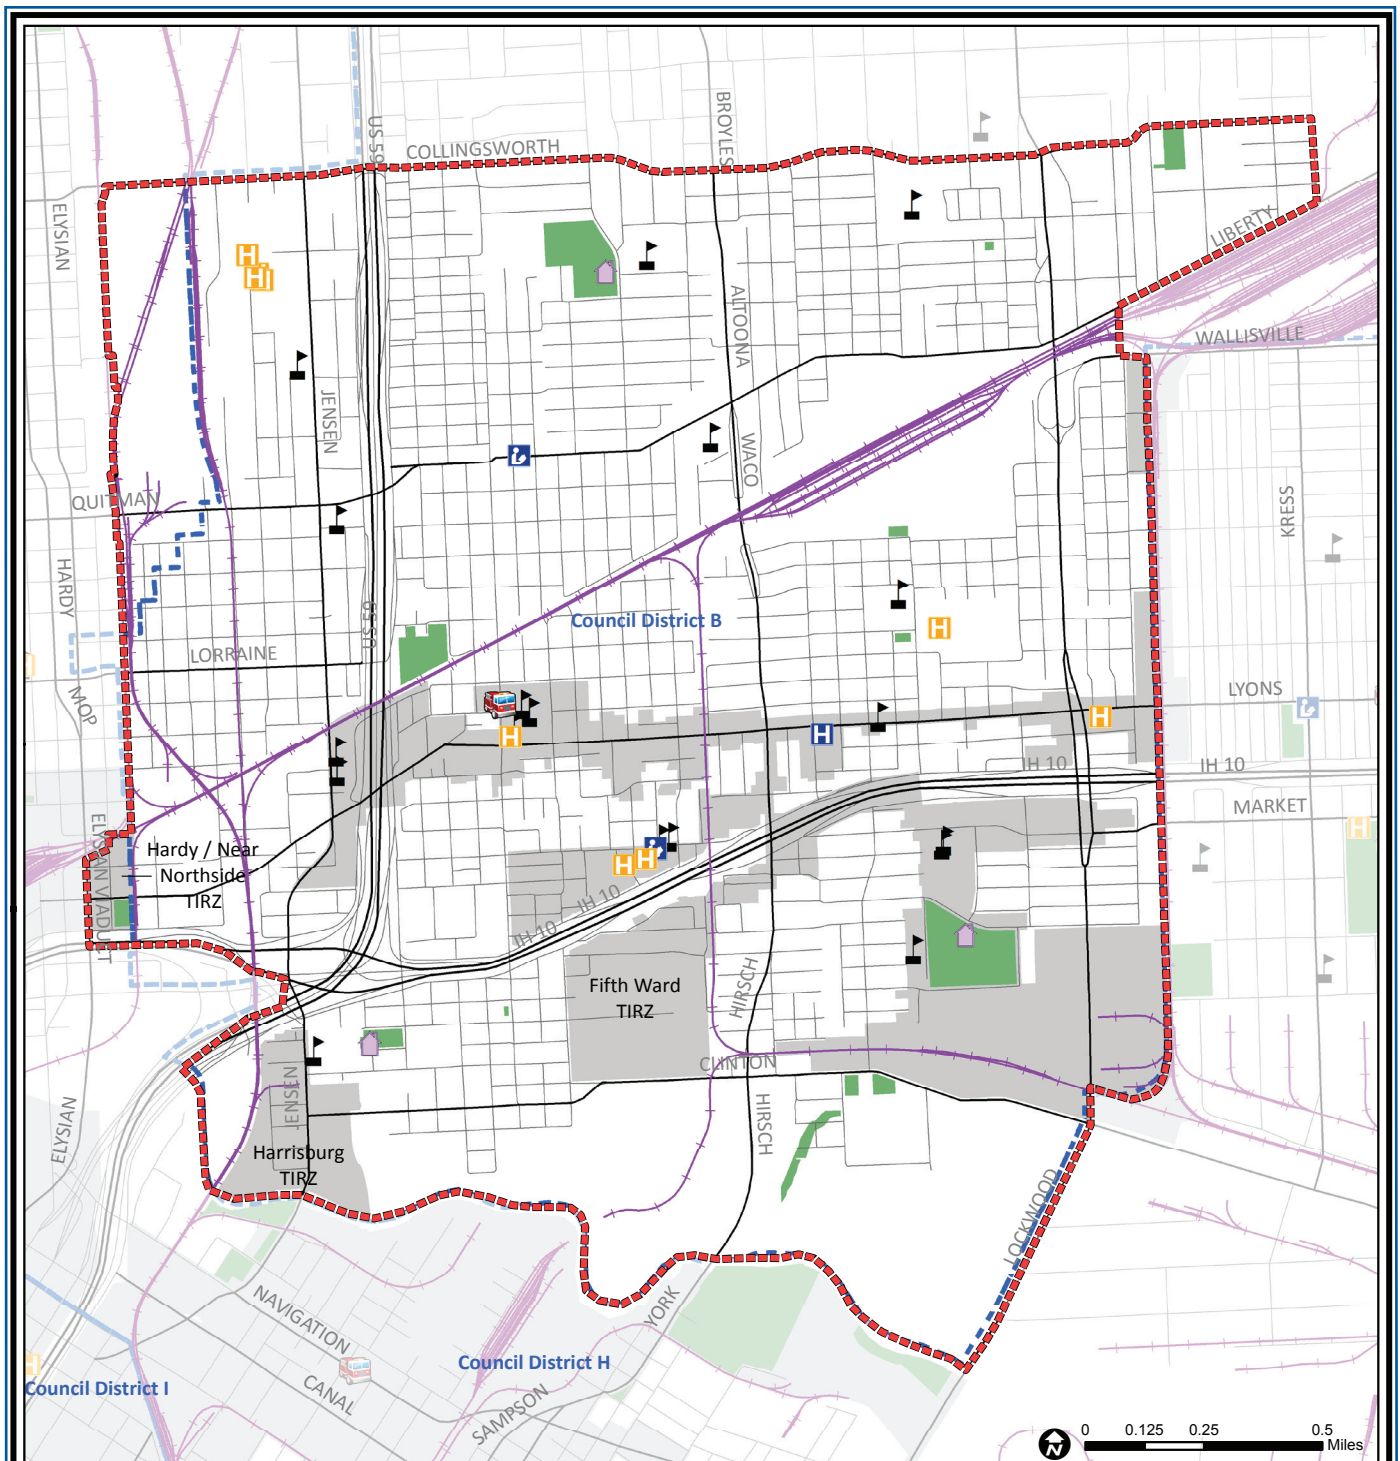 BROYLES
US 59
COLLINGSWORTH
ELYSIAN
LIBERTY
ALTOONA
WALLISVILLE
JENSEN
WACO
QUITMAN
KRESS
HARDY
US 59
Council District B
LORRAINE
MOP
LYONS
IH 10
IH 10
MARKET
ELYSIAN VIADUCT
Hardy / Near
Northside
TIRZ
IH 10
IH 10
Fifth Ward
TIRZ
HIRSCH
CLINTON
JENSEN
HIRSCH
ELYSIAN
Harrisburg
TIRZ
LOCKWOOD
NAVIGATION
YORK
Council District H
Council District I
CANAL
SAMPSON
N
0 0.125 0.25 0.5
Miles
H
H
H
H
H
H
H
H
H
H